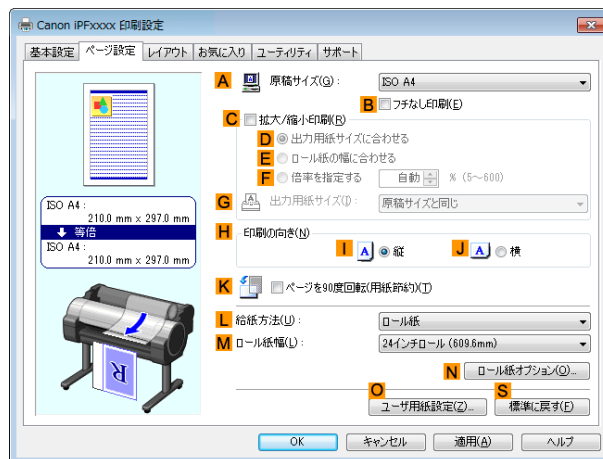 Canon iPFxxxx 印刷設定
基本設定 ページ設定 レイアウト お気に入り ユーティリティ サポート
A 原稿サイズ(G): ISO A4
B フチなし印刷(E)
C 拡大/縮小印刷(R)
D 出力用紙サイズに合わせる
E ロール紙の幅に合わせる
F 倍率を指定する 自動 % (5～600)
G 出力用紙サイズ(I): 原稿サイズと同じ
ISO A4 :
210.0 mm x 297.0 mm
等倍
ISO A4 :
210.0 mm x 297.0 mm
H 印刷の向き(N)
I A 縦 J A 横
K ページを90度回転(用紙節約)(T)
L 給紙方法(U): ロール紙
M ロール紙幅(L): 24インチロール (609.6mm)
R
N ロール紙オプション(O)...
O S
ユーザ用紙設定(Z)... 標準に戻す(F)
OK キャンセル 適用(A) ヘルプ